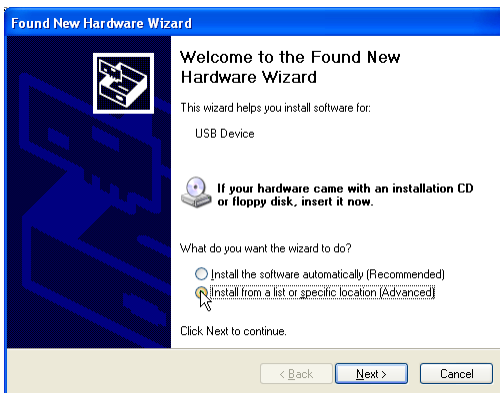 Found New Hardware Wizard
Welcome to the Found New
Hardware Wizard
This wizard helps you install software for:
USB Device
If your hardware came with an installation CD
or floppy disk, insert it now.
What do you want the wizard to do?
Install the software automatically (Recommended)
Install from a list or specific location (Advanced)
Click Next to continue.
< Back
Next >
Cancel